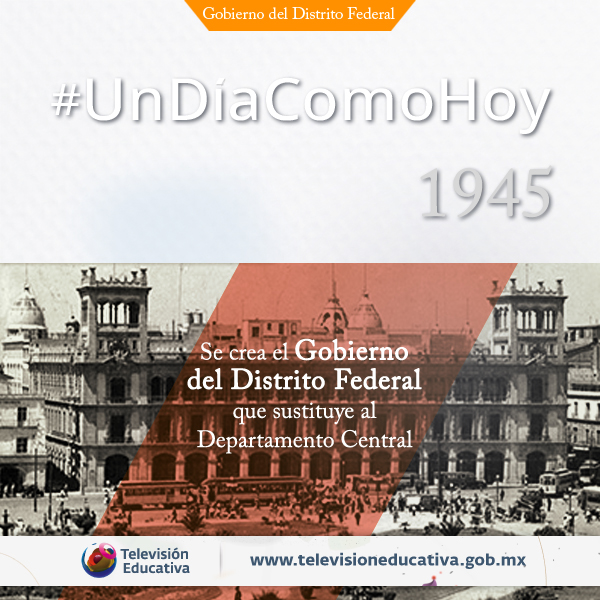 Gobierno del Distrito Federal
#UnDiaComoHoy
1945
Se crea el Gobierno
del Distrito Federal
que sustituye al
Departamento Central
Televisión
Educativa
www.televisioneducativa.gob.mx